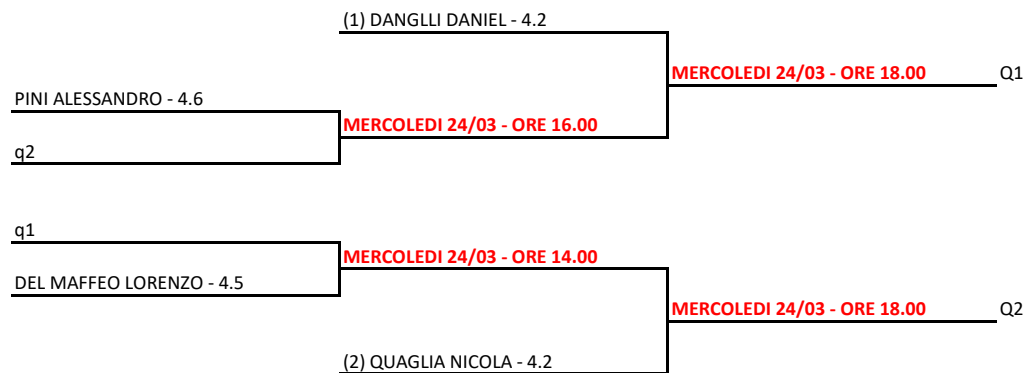 (1) DANGLLI DANIEL - 4.2
MERCOLEDI 24/03 - ORE 18.00 Q1
PINI ALESSANDRO - 4.6
MERCOLEDI 24/03 - ORE 16.00
q2
q1
MERCOLEDI 24/03 - ORE 14.00
DEL MAFFEO LORENZO - 4.5
MERCOLEDI 24/03 - ORE 18.00 Q2
(2) QUAGLIA NICOLA - 4.2